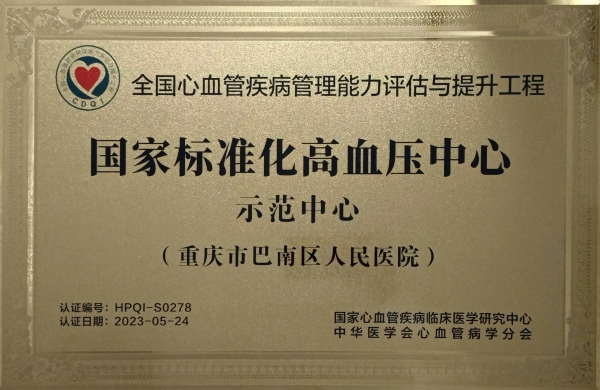 CDQI
全国心血管疾病管理能力评估与提升工程
国家标准化高血压中心
示范中心
（重庆市巴南区人民医院）
认证编号：HPQI-S0278
认证日期：2023-05-24
国家心血管疾病临床医学研究中心
中华医学会心血管病学分会